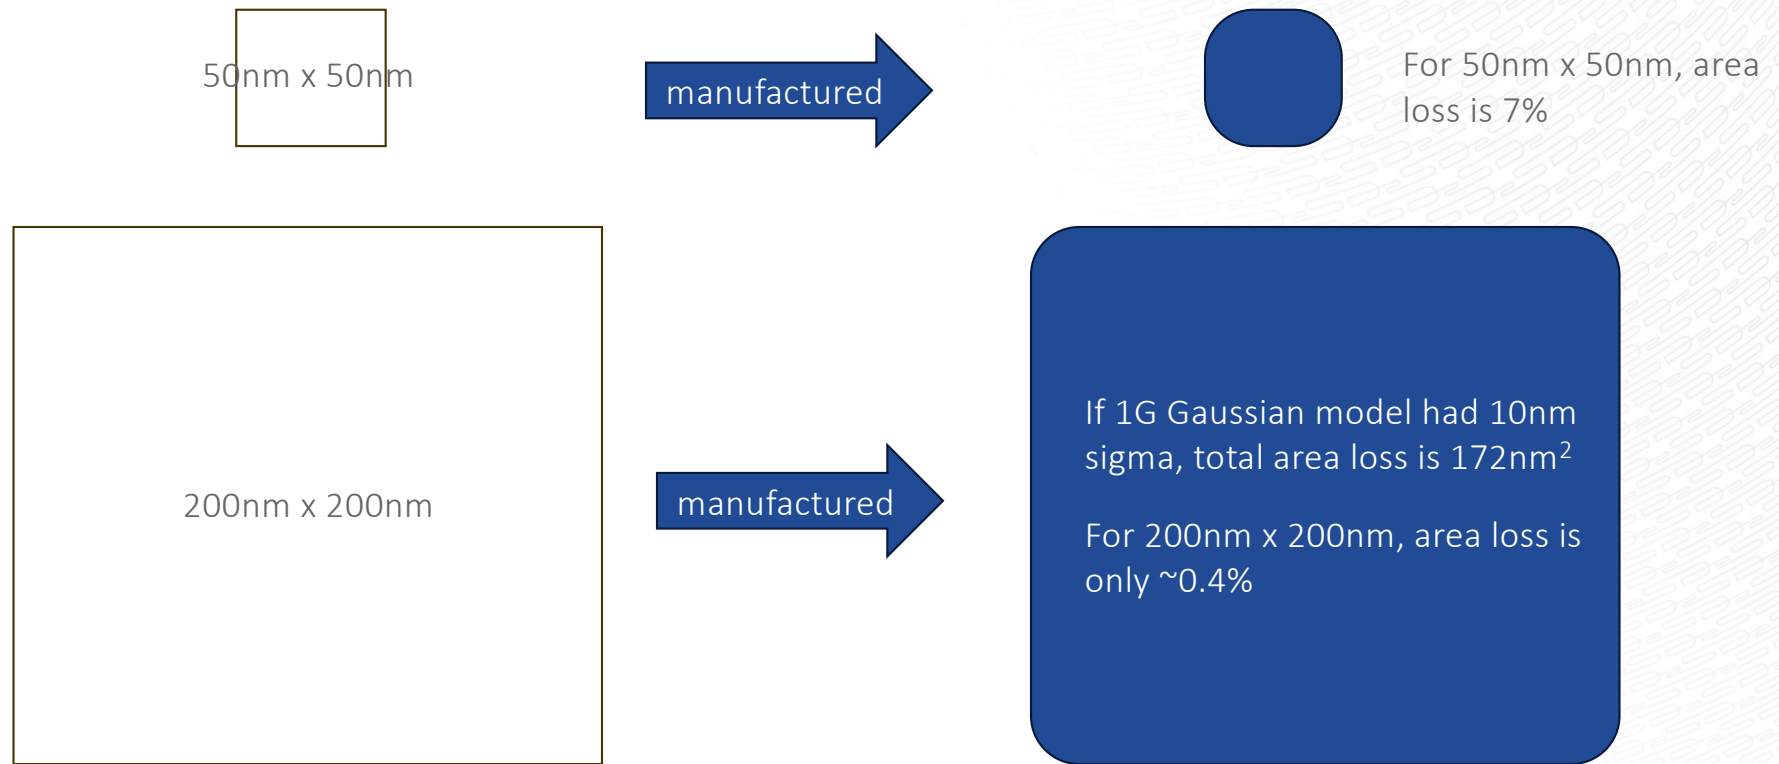 50nm x 50nm
manufactured
For 50nm x 50nm, area
loss is 7%
200nm x 200nm
manufactured
If 1G Gaussian model had 10nm
sigma, total area loss is 172nm²
For 200nm x 200nm, area loss is
only ~0.4%